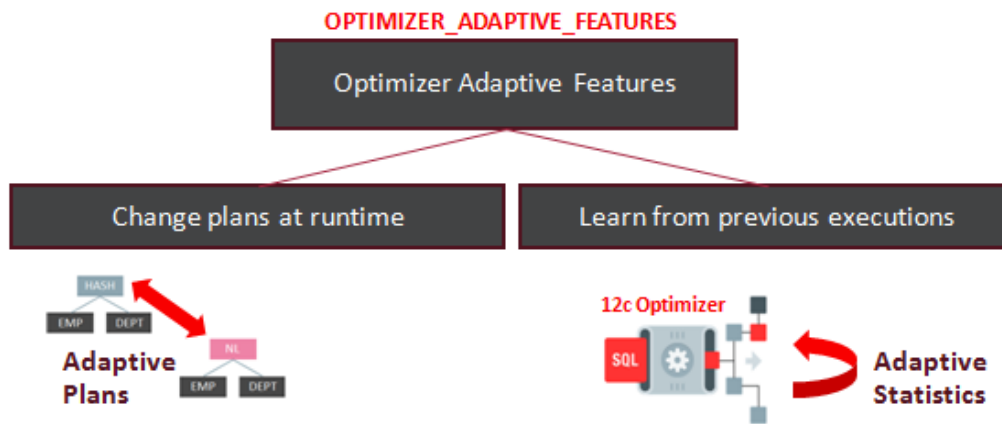 OPTIMIZER_ADAPTIVE_FEATURES
Optimizer Adaptive Features
Change plans at runtime
Learn from previous executions
HASH
EMP
DEPT
Adaptive
Plans
NL
EMP
DEPT
12c Optimizer
SQL
Adaptive
Statistics